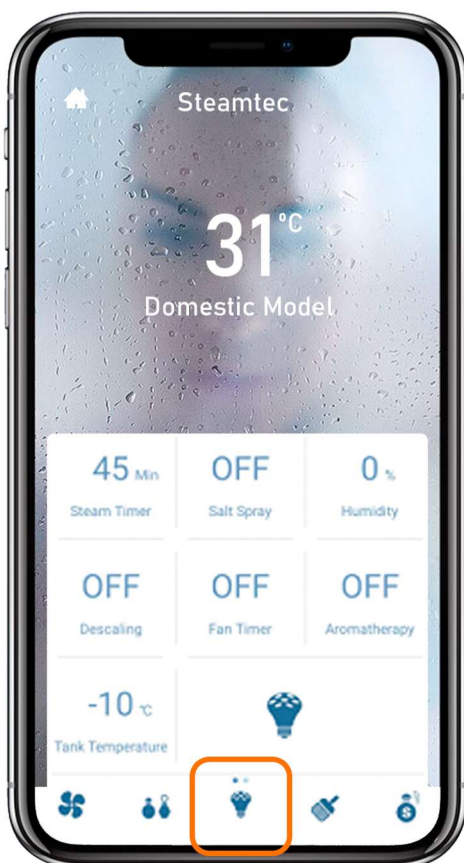 Steamtec
31°C
Domestic Model
45 Min OFF 0 %
Steam Timer Salt Spray Humidity
OFF OFF OFF
Descaling Fan Timer Aromatherapy
-10 °C
Tank Temperature
$